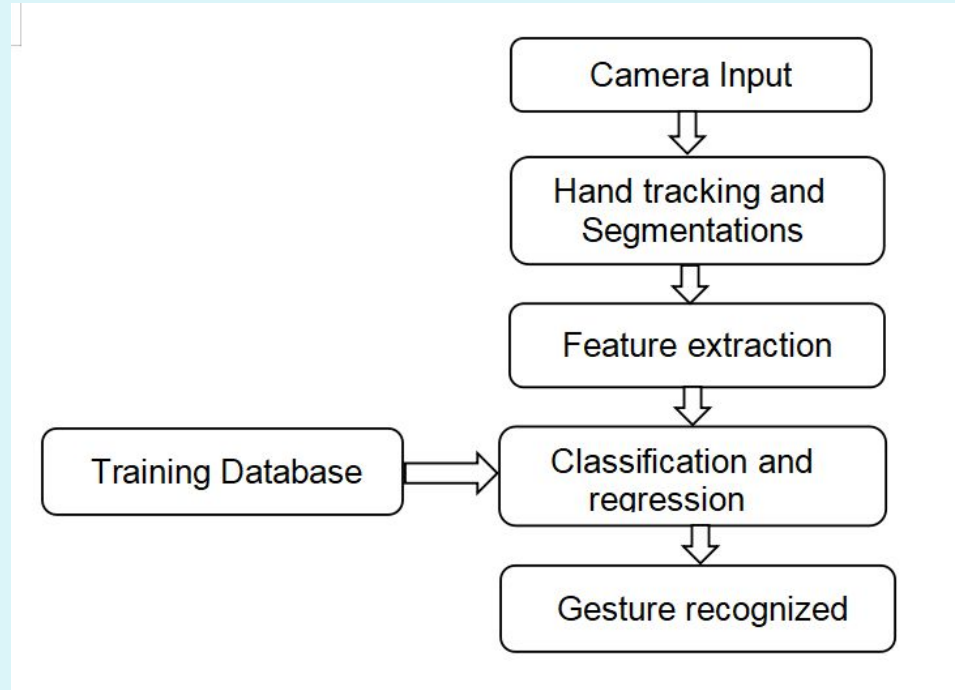 Camera Input
Hand tracking and
Segmentations
Feature extraction
Training Database
Classification and
regression
Gesture recognized